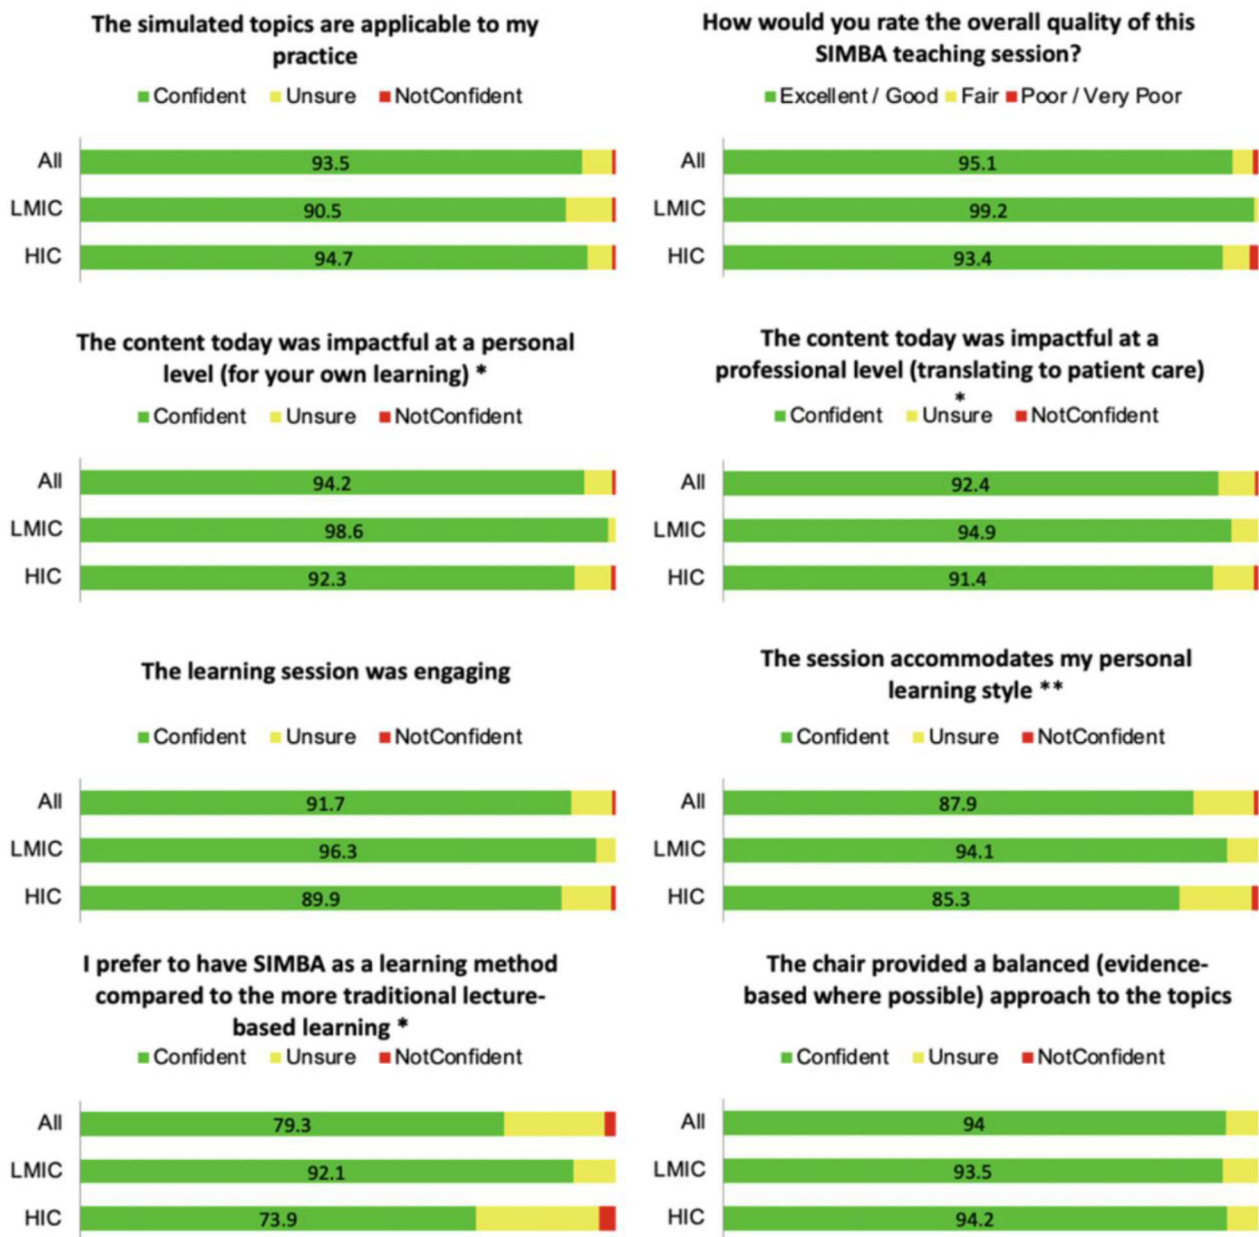 The simulated topics are applicable to my
practice
Confident Unsure NotConfident
All 93.5
LMIC 90.5
HIC 94.7
How would you rate the overall quality of this
SIMBA teaching session?
Excellent / Good Fair Poor / Very Poor
All 95.1
LMIC 99.2
HIC 93.4
The content today was impactful at a personal
level (for your own learning) *
Confident Unsure NotConfident
All 94.2
LMIC 98.6
HIC 92.3
The content today was impactful at a
professional level (translating to patient care)
*
Confident Unsure NotConfident
All 92.4
LMIC 94.9
HIC 91.4
The learning session was engaging
Confident Unsure NotConfident
All 91.7
LMIC 96.3
HIC 89.9
The session accommodates my personal
learning style **
Confident Unsure NotConfident
All 87.9
LMIC 94.1
HIC 85.3
I prefer to have SIMBA as a learning method
compared to the more traditional lecture-
based learning *
Confident Unsure NotConfident
All 79.3
LMIC 92.1
HIC 73.9
The chair provided a balanced (evidence-
based where possible) approach to the topics
Confident Unsure NotConfident
All 94
LMIC 93.5
HIC 94.2